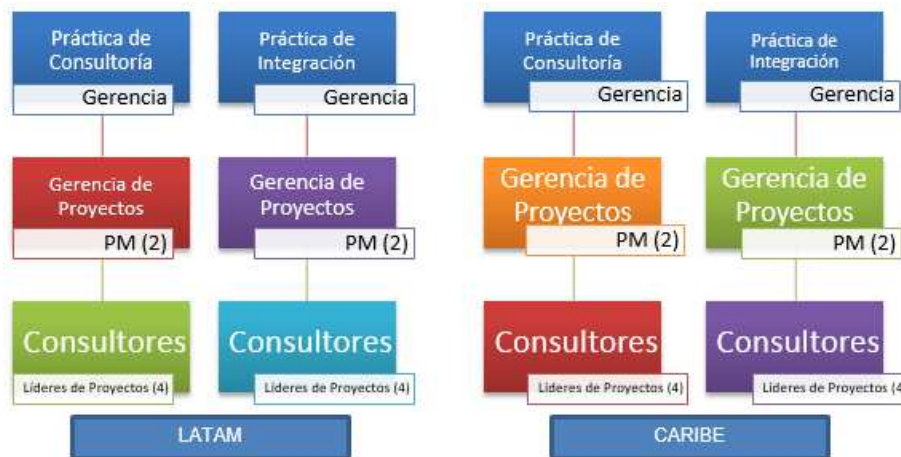 Práctica de
Consultoría
Gerencia
Práctica de
Integración
Gerencia
Práctica de
Consultoría
Gerencia
Práctica de
Integración
Gerencia
Gerencia de
Proyectos
PM (2)
Gerencia de
Proyectos
PM (2)
Gerencia de
Proyectos
PM (2)
Gerencia de
Proyectos
PM (2)
Consultores
Líderes de Proyectos (4)
Consultores
Líderes de Proyectos (4)
Consultores
Líderes de Proyectos (4)
Consultores
Líderes de Proyectos (4
LATAM
CARIBE